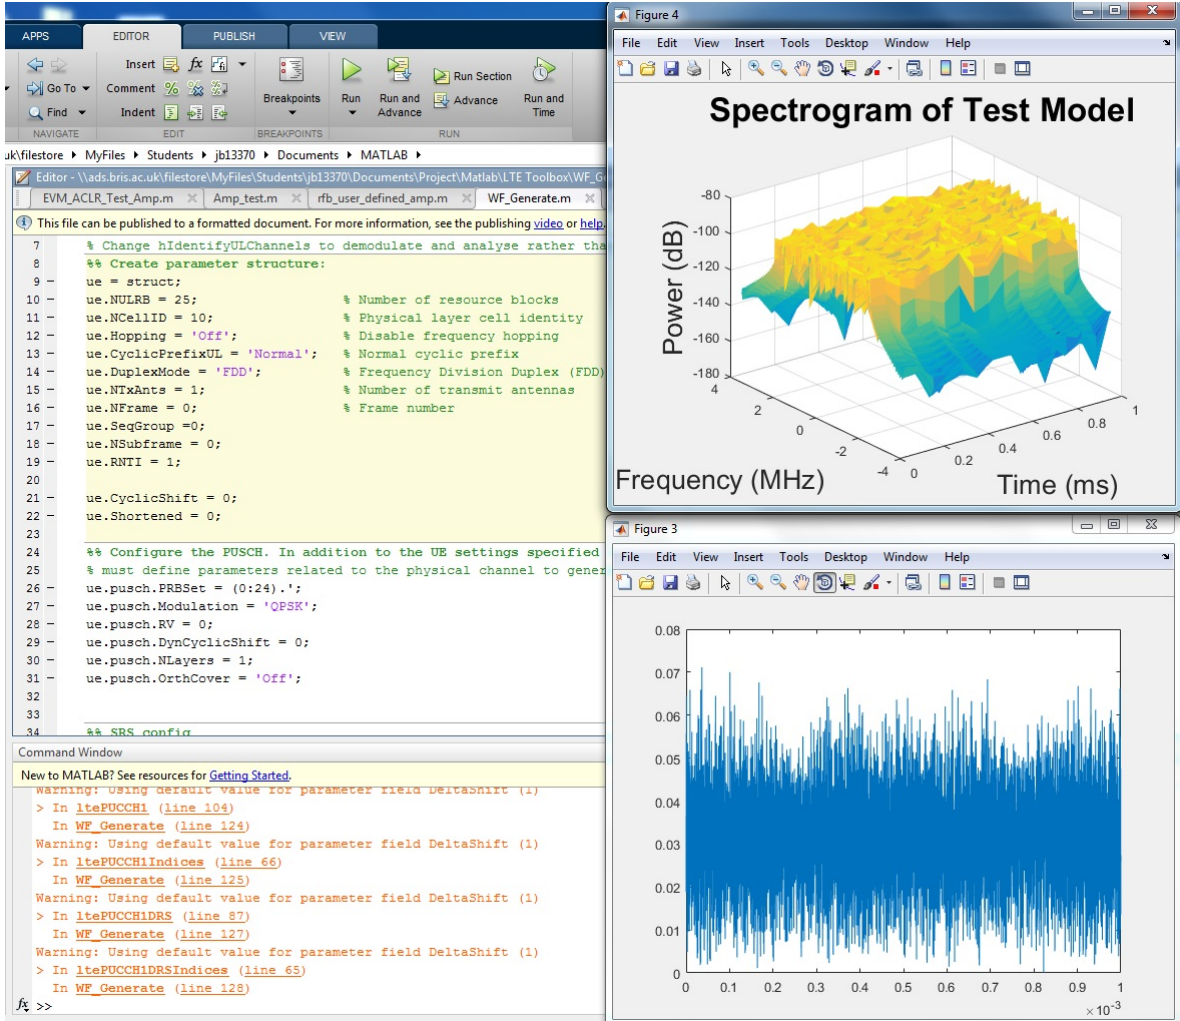 APPS EDITOR PUBLISH VIEW
Insert fx
Go To Comment
Find Indent
Breakpoints Run Run and Advance Run Section Advance Run and Time
NAVIGATE EDIT BREAKPOINTS RUN
uk\filestore MyFiles Students jb13370 Documents MATLAB
Editor - \\ads.bris.ac.uk\filestore\MyFiles\Students\jb13370\Documents\Project\Matlab\LTE Toolbox\WF_G
EVM_ACLR_Test_Amp.m Amp_test.m rfb_user_defined_amp.m WF_Generate.m
This file can be published to a formatted document. For more information, see the publishing video or help.
7 % Change hIdentifyULChannels to demodulate and analyse rather tha
8 %% Create parameter structure:
9 – ue = struct;
10 – ue.NULRB = 25; % Number of resource blocks
11 – ue.NCellID = 10; % Physical layer cell identity
12 – ue.Hopping = 'Off'; % Disable frequency hopping
13 – ue.CyclicPrefixUL = 'Normal'; % Normal cyclic prefix
14 – ue.DuplexMode = 'FDD'; % Frequency Division Duplex (FDD)
15 – ue.NTxAnts = 1; % Number of transmit antennas
16 – ue.NFrame = 0; % Frame number
17 – ue.SeqGroup =0;
18 – ue.NSubframe = 0;
19 – ue.RNTI = 1;
20
21 – ue.CyclicShift = 0;
22 – ue.Shortened = 0;
23
24 %% Configure the PUSCH. In addition to the UE settings specified
25 % must define parameters related to the physical channel to gener
26 – ue.pusch.PRBSet = (0:24).';
27 – ue.pusch.Modulation = 'QPSK';
28 – ue.pusch.RV = 0;
29 – ue.pusch.DynCyclicShift = 0;
30 – ue.pusch.NLayers = 1;
31 – ue.pusch.OrthCover = 'Off';
32
33
34 %% SRS config
Command Window
New to MATLAB? See resources for Getting Started.
Warning: Using default value for parameter field DeltaShift (1)
> In ltePUCCH1 (line 104)
In WF_Generate (line 124)
Warning: Using default value for parameter field DeltaShift (1)
> In ltePUCCH1Indices (line 66)
In WF_Generate (line 125)
Warning: Using default value for parameter field DeltaShift (1)
> In ltePUCCH1DRS (line 87)
In WF_Generate (line 127)
Warning: Using default value for parameter field DeltaShift (1)
> In ltePUCCH1DRSIndices (line 65)
In WF_Generate (line 128)
fx >>
Figure 4
File Edit View Insert Tools Desktop Window Help
Spectrogram of Test Model
Power (dB)
-80
-100
-120
-140
-160
-180
4 2 0 -2 -4
0 0.2 0.4 0.6 0.8 1
Frequency (MHz)
Time (ms)
Figure 3
File Edit View Insert Tools Desktop Window Help
0.08
0.07
0.06
0.05
0.04
0.03
0.02
0.01
0
0 0.1 0.2 0.3 0.4 0.5 0.6 0.7 0.8 0.9 1
×10-3